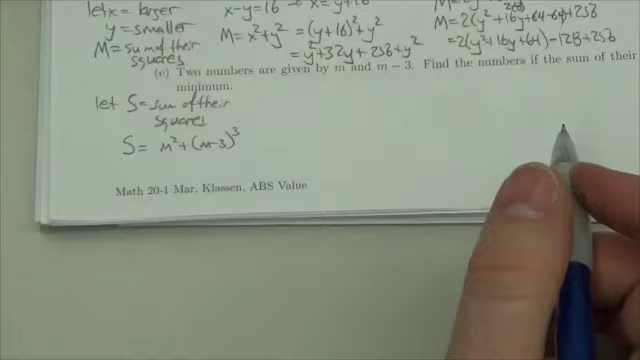 let x = larger
y = smaller
M = sum of their
squares
x-y=16 → x=y+16
M = x²+y² = (y+16)²+y²
= y²+32y+256+y²
M = 2(y²+16y+64-64)+256
= 2(y²+16y+64) -128+256
(e) Two numbers are given by m and m − 3. Find the numbers if the sum of their
minimum.
let S = sum of their
squares
S = m²+(m-3)³
Math 20-1 Mar, Klassen, ABS Value